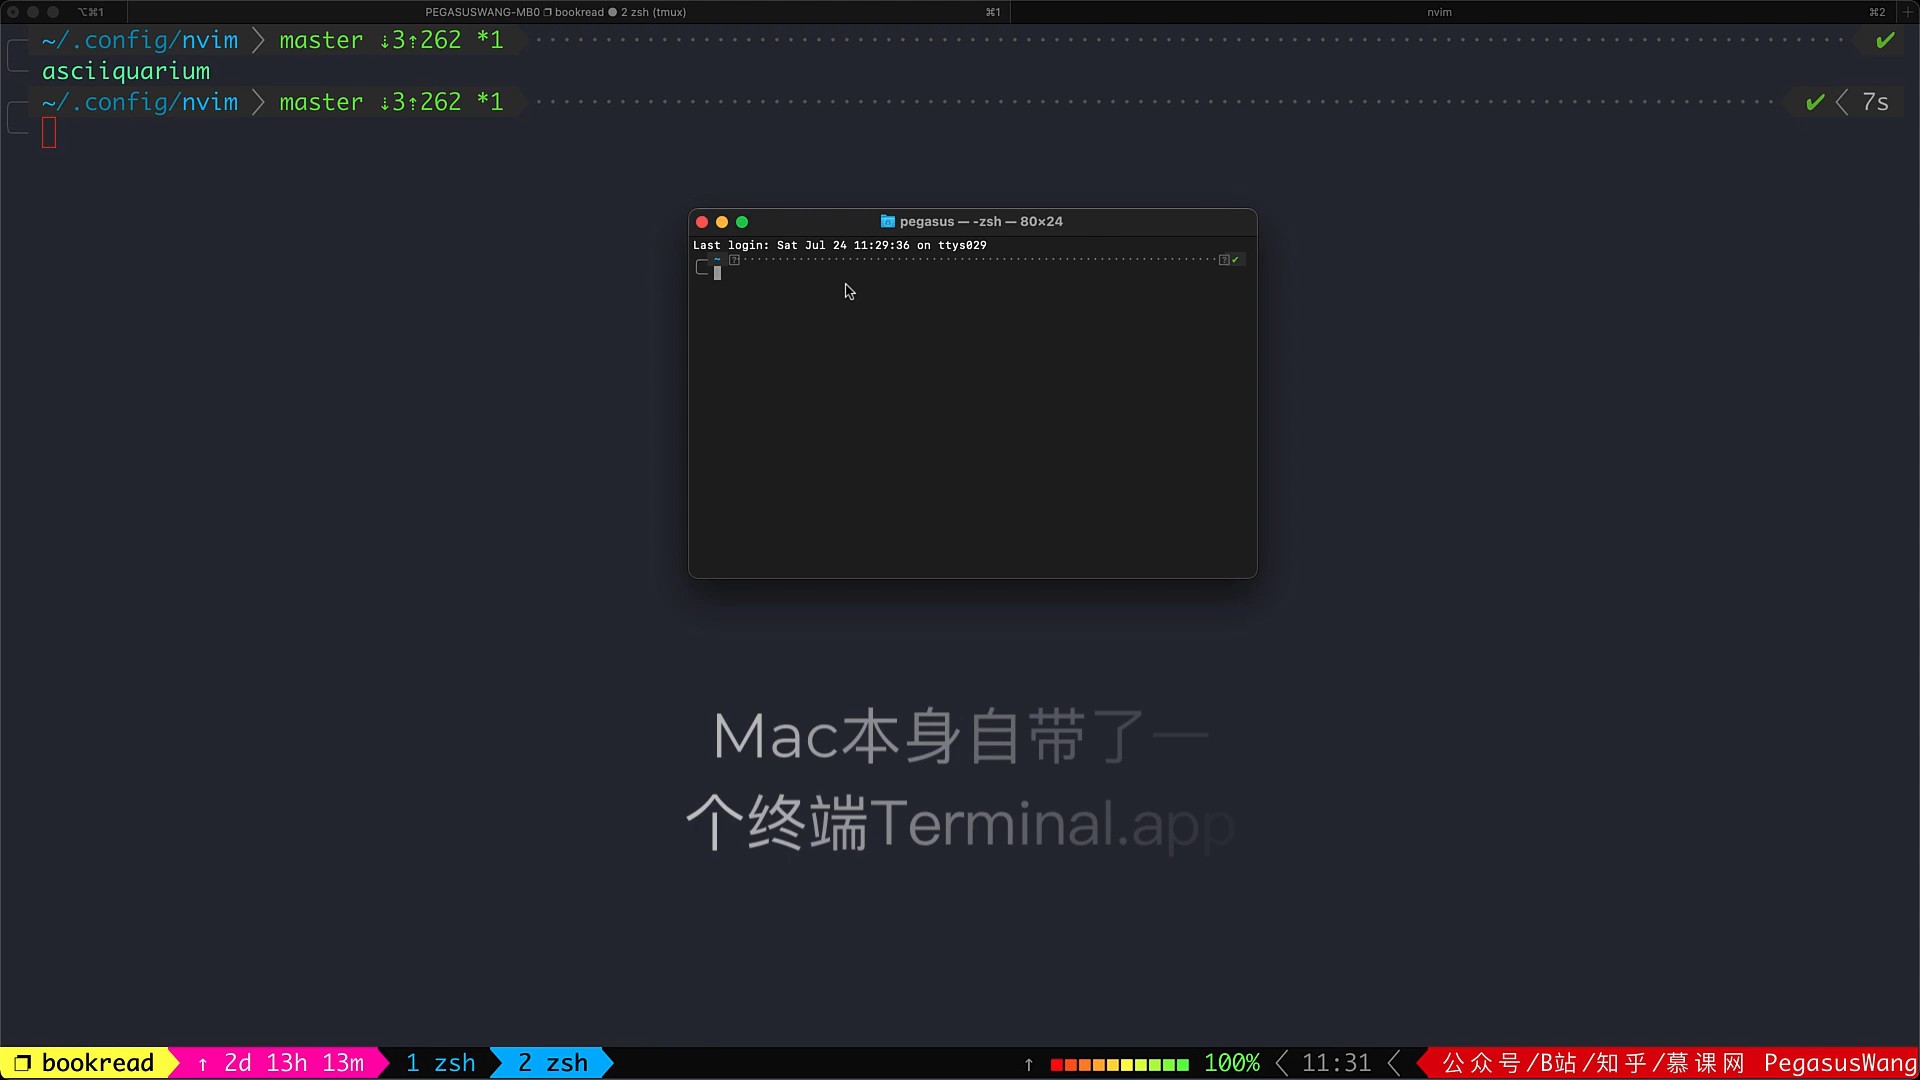 ⌥⌘1 PEGASUSWANG-MB0 ❐ bookread ● 2 zsh (tmux) ⌘1 nvim ⌘2 +
~/.config/nvim master ⇣3⇡262 *1 ✔
asciiquarium
~/.config/nvim master ⇣3⇡262 *1 ✔ 7s
pegasus — -zsh — 80×24
Last login: Sat Jul 24 11:29:36 on ttys029
~ ✔
Mac本身自带了一
个终端Terminal.app
❐ bookread ↑ 2d 13h 13m 1 zsh 2 zsh ↑ 100% 11:31 公众号/B站/知乎/慕课网 PegasusWang